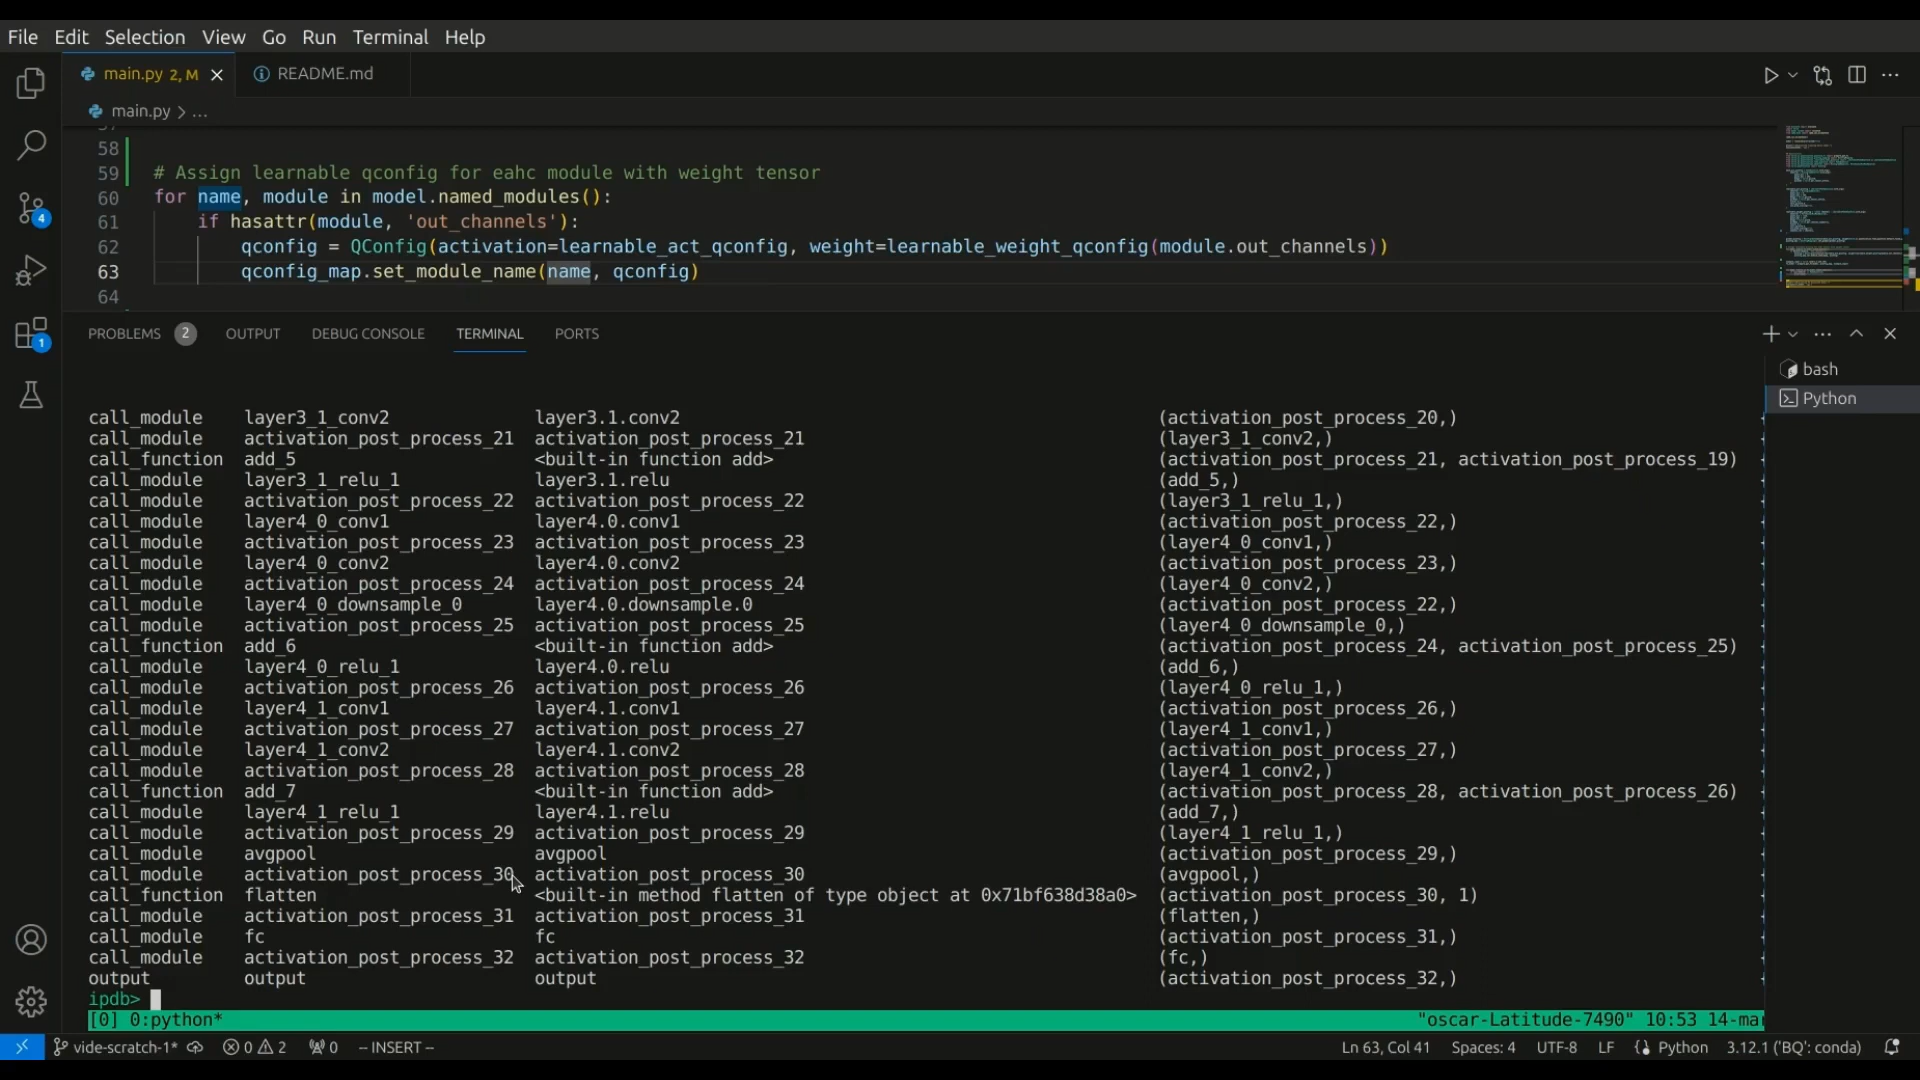 File Edit Selection View Go Run Terminal Help
main.py 2, M README.md
main.py > ...
58
59 # Assign learnable qconfig for eahc module with weight tensor
60 for name, module in model.named_modules():
61 if hasattr(module, 'out_channels'):
62 qconfig = QConfig(activation=learnable_act_qconfig, weight=learnable_weight_qconfig(module.out_channels))
63 qconfig_map.set_module_name(name, qconfig)
64
PROBLEMS 2 OUTPUT DEBUG CONSOLE TERMINAL PORTS
bash
Python
call_module layer3_1_conv2 layer3.1.conv2 (activation_post_process_20,)
call_module activation_post_process_21 activation_post_process_21 (layer3_1_conv2,)
call_function add_5 <built-in function add> (activation_post_process_21, activation_post_process_19)
call_module layer3_1_relu_1 layer3.1.relu (add_5,)
call_module activation_post_process_22 activation_post_process_22 (layer3_1_relu_1,)
call_module layer4_0_conv1 layer4.0.conv1 (activation_post_process_22,)
call_module activation_post_process_23 activation_post_process_23 (layer4_0_conv1,)
call_module layer4_0_conv2 layer4.0.conv2 (activation_post_process_23,)
call_module activation_post_process_24 activation_post_process_24 (layer4_0_conv2,)
call_module layer4_0_downsample_0 layer4.0.downsample.0 (activation_post_process_22,)
call_module activation_post_process_25 activation_post_process_25 (layer4_0_downsample_0,)
call_function add_6 <built-in function add> (activation_post_process_24, activation_post_process_25)
call_module layer4_0_relu_1 layer4.0.relu (add_6,)
call_module activation_post_process_26 activation_post_process_26 (layer4_0_relu_1,)
call_module layer4_1_conv1 layer4.1.conv1 (activation_post_process_26,)
call_module activation_post_process_27 activation_post_process_27 (layer4_1_conv1,)
call_module layer4_1_conv2 layer4.1.conv2 (activation_post_process_27,)
call_module activation_post_process_28 activation_post_process_28 (layer4_1_conv2,)
call_function add_7 <built-in function add> (activation_post_process_28, activation_post_process_26)
call_module layer4_1_relu_1 layer4.1.relu (add_7,)
call_module activation_post_process_29 activation_post_process_29 (layer4_1_relu_1,)
call_module avgpool avgpool (activation_post_process_29,)
call_module activation_post_process_30 activation_post_process_30 (avgpool,)
call_function flatten <built-in method flatten of type object at 0x71bf638d38a0> (activation_post_process_30, 1)
call_module activation_post_process_31 activation_post_process_31 (flatten,)
call_module fc fc (activation_post_process_31,)
call_module activation_post_process_32 activation_post_process_32 (fc,)
output output output (activation_post_process_32,)
ipdb>
[0] 0:python* "oscar-Latitude-7490" 10:53 14-mar
vide-scratch-1* 0 2 0 -- INSERT -- Ln 63, Col 41 Spaces: 4 UTF-8 LF Python 3.12.1 ('BQ': conda)